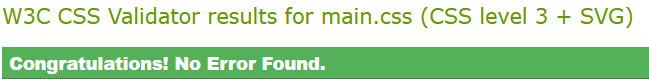 W3C CSS Validator results for main.css (CSS level 3 + SVG)
Congratulations! No Error Found.